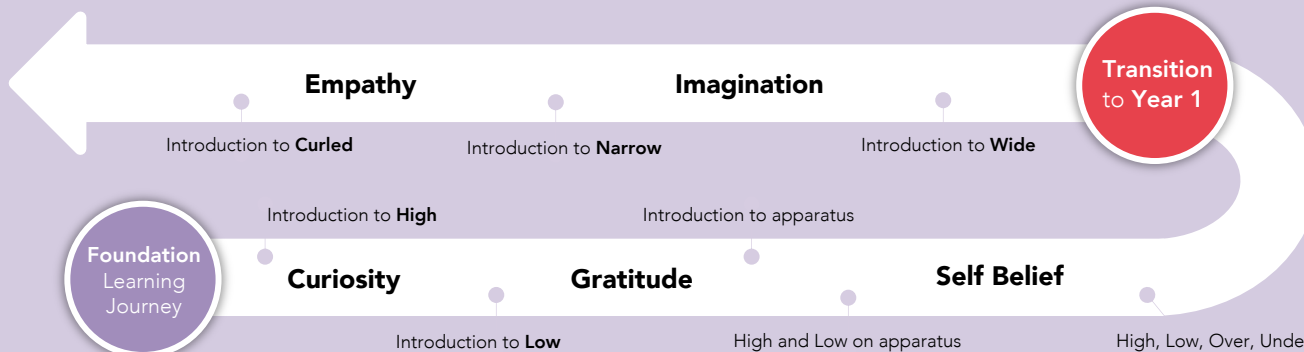 Empathy
Imagination
Transition
to Year 1
Introduction to Curled
Introduction to Narrow
Introduction to Wide
Introduction to High
Introduction to apparatus
Foundation
Learning
Journey
Curiosity
Gratitude
Self Belief
Introduction to Low
High and Low on apparatus
High, Low, Over,